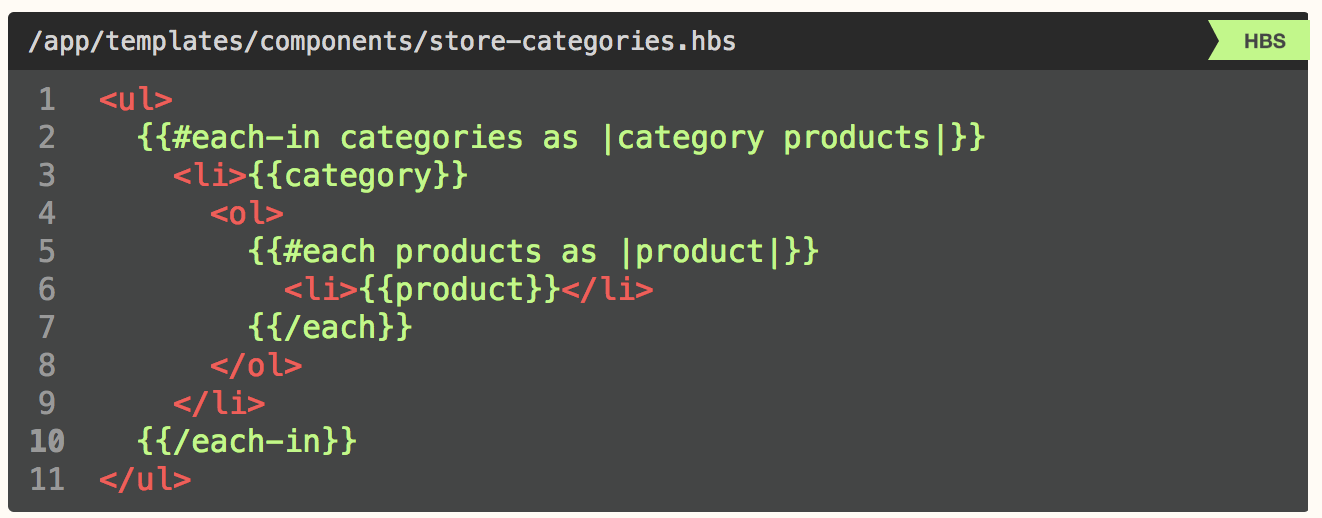 /app/templates/components/store-categories.hbs HBS
1 <ul>
2   {{#each-in categories as |category products|}}
3     <li>{{category}}
4       <ol>
5         {{#each products as |product|}}
6           <li>{{product}}</li>
7         {{/each}}
8       </ol>
9     </li>
10   {{/each-in}}
11 </ul>